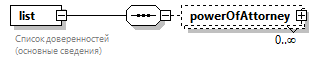 list
powerOfAttorney
Список доверенностей
(основные сведения)
0..∞